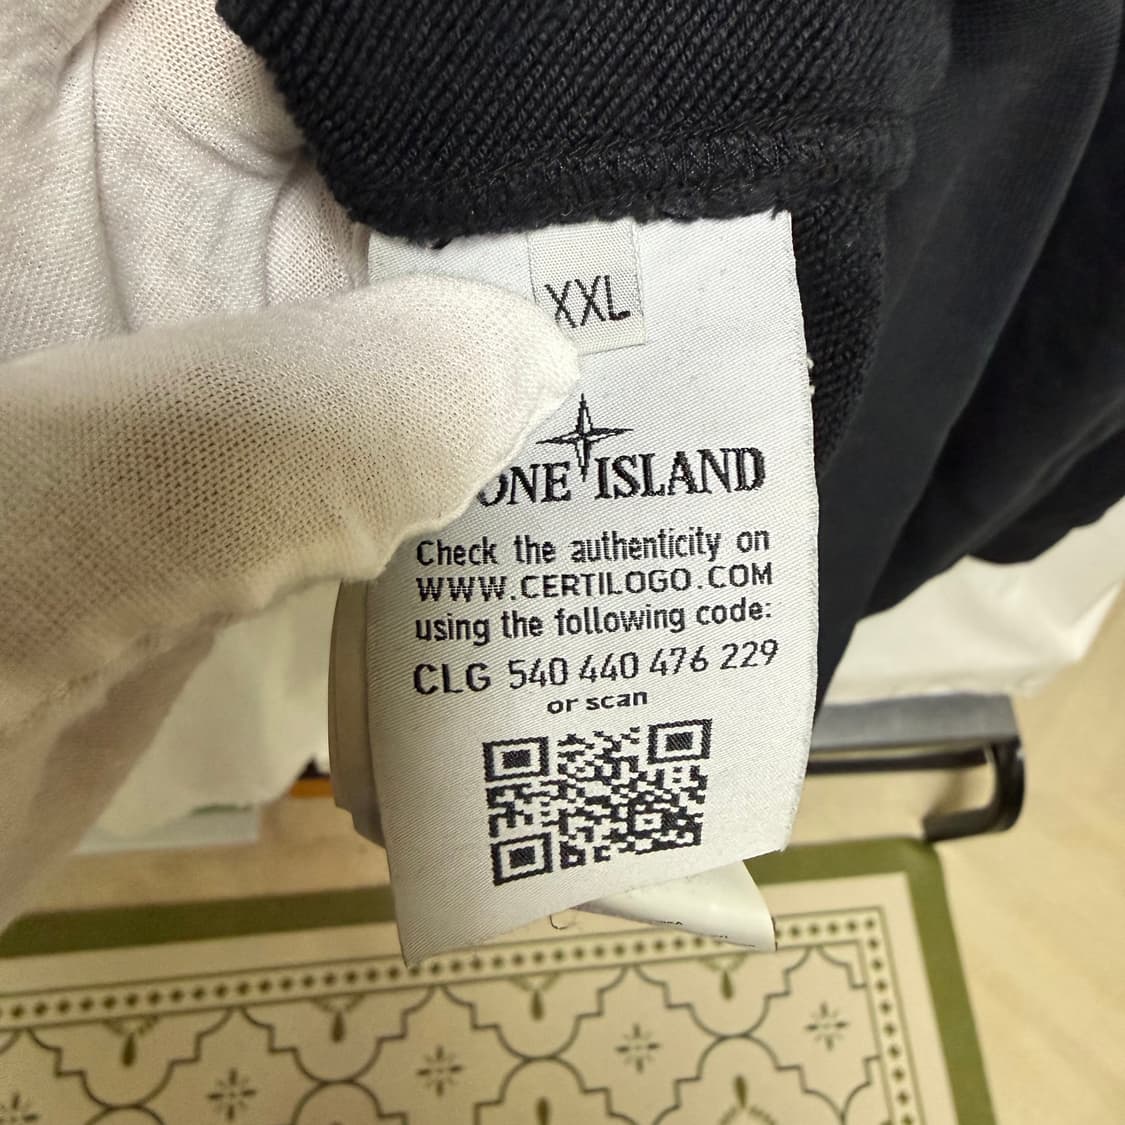 XXL
ONE ISLAND
Check the authenticity on
WWW.CERTILOGO.COM
using the following code:
CLG 540 440 476 229
or scan